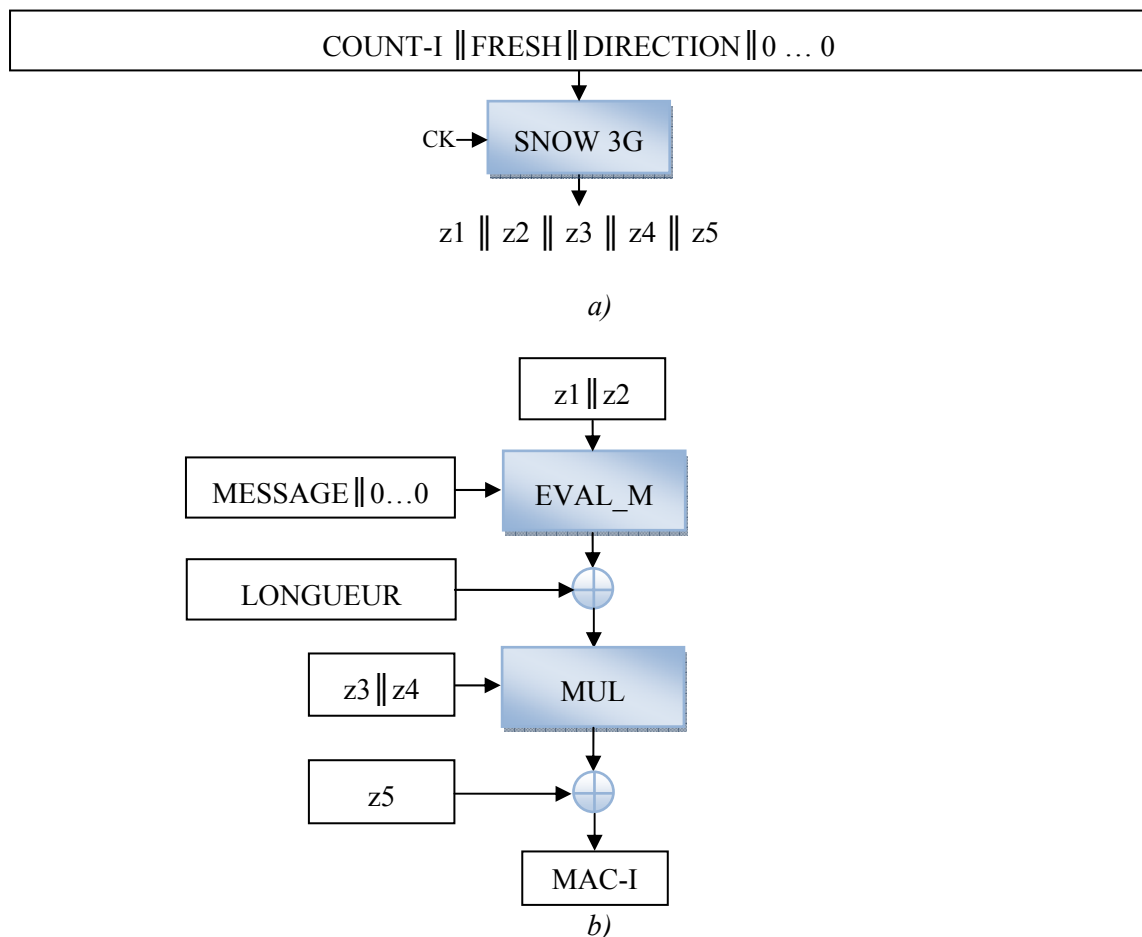 COUNT-I ‖ FRESH ‖ DIRECTION ‖ 0 … 0
CK
SNOW 3G
z1 ‖ z2 ‖ z3 ‖ z4 ‖ z5
a)
z1 ‖ z2
MESSAGE ‖ 0…0
EVAL_M
LONGUEUR
z3 ‖ z4
MUL
z5
MAC-I
b)